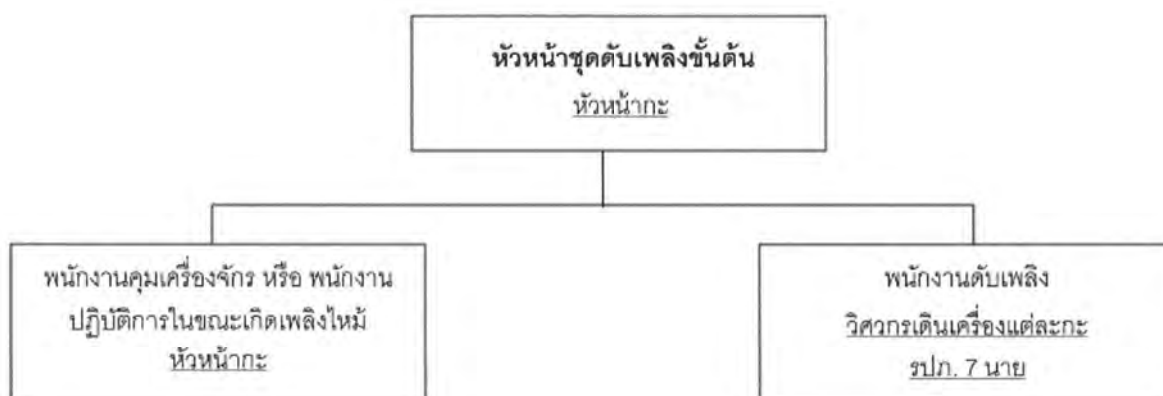 หัวหน้าชุดดับเพลิงขั้นต้น
หัวหน้ากะ
พนักงานคุมเครื่องจักร หรือ พนักงาน
ปฏิบัติการในขณะเกิดเพลิงไหม้
หัวหน้ากะ
พนักงานดับเพลิง
วิศวกรเดินเครื่องแต่ละกะ
รปภ. 7 นาย